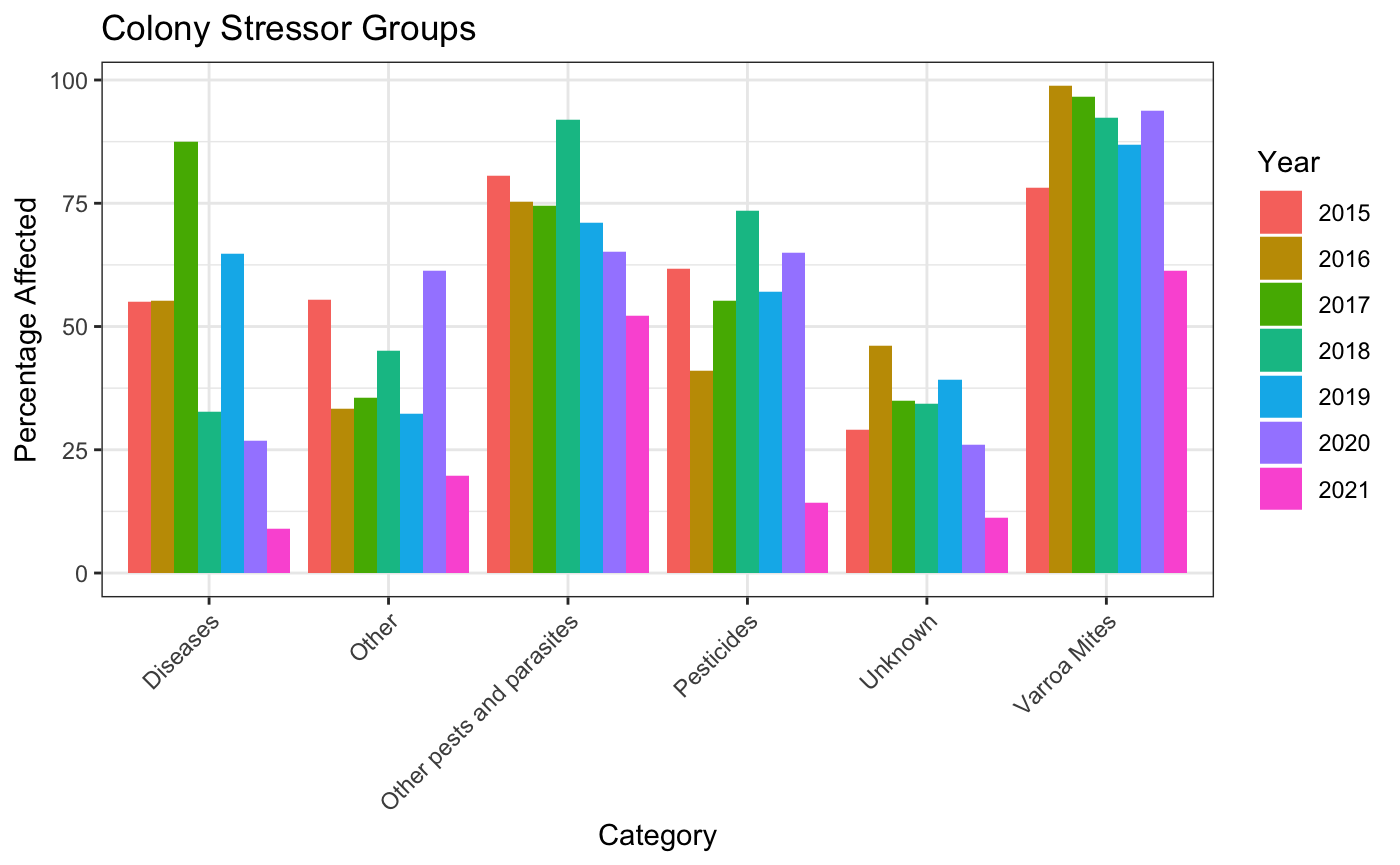 Colony Stressor Groups
Percentage Affected
100
75
50
25
0
Diseases
Other
Other pests and parasites
Pesticides
Unknown
Varroa Mites
Category
Year
2015
2016
2017
2018
2019
2020
2021